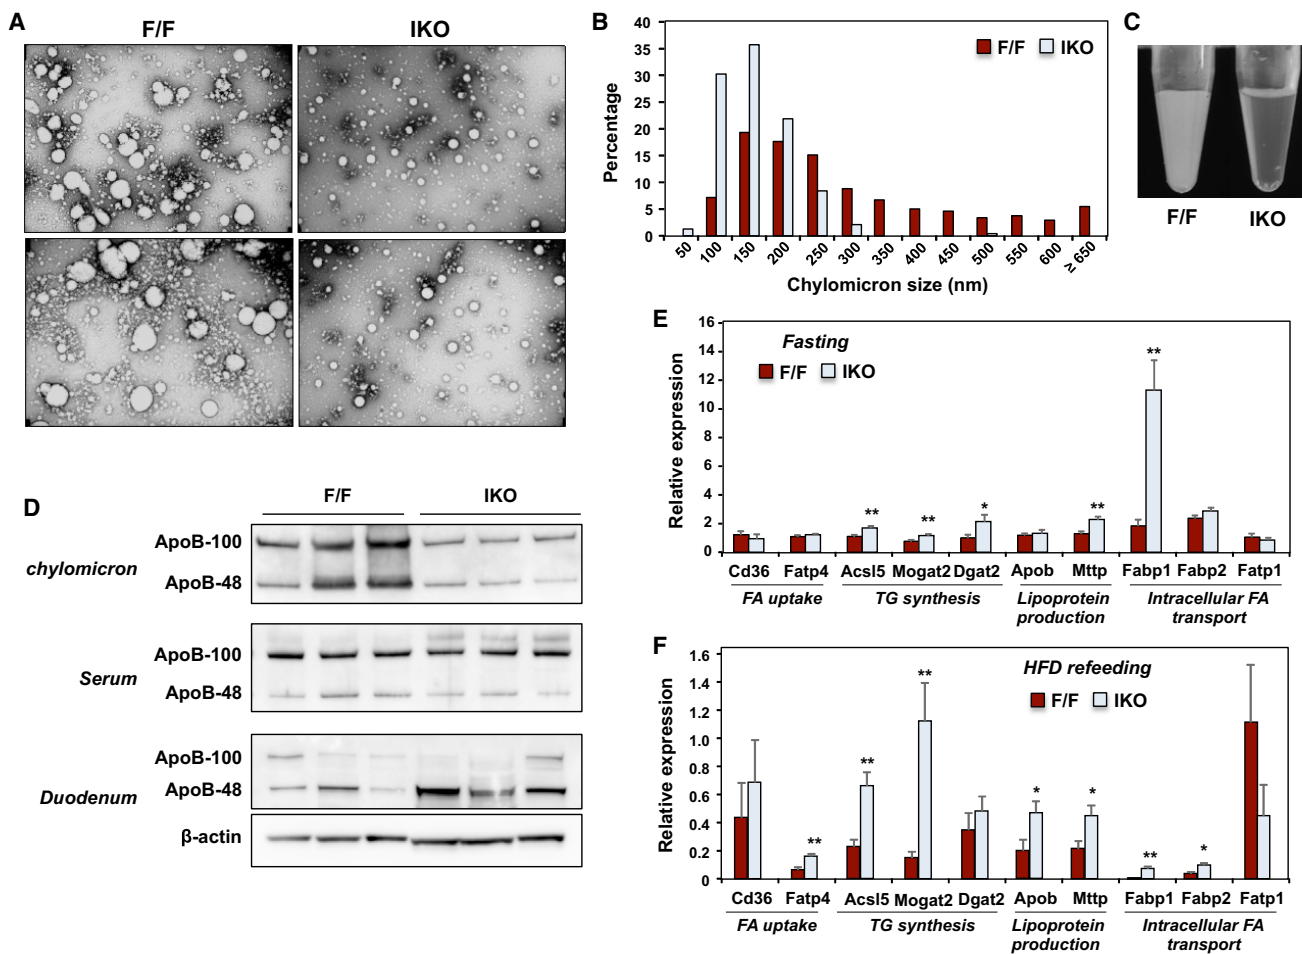 A
F/F
IKO
B
40
35
30
25
20
15
10
5
0
Percentage
F/F IKO
50 100 150 200 250 300 350 400 450 500 550 600 ≥ 650
Chylomicron size (nm)
C
F/F IKO
D
F/F IKO
chylomicron
ApoB-100
ApoB-48
Serum
ApoB-100
ApoB-48
Duodenum
ApoB-100
ApoB-48
β-actin
E
16
14
12
10
8
6
4
2
0
Relative expression
Fasting
F/F IKO
** ** * ** **
Cd36 Fatp4 Acsl5 Mogat2 Dgat2 Apob Mttp Fabp1 Fabp2 Fatp1
FA uptake TG synthesis Lipoprotein Intracellular FA
production transport
F
1.6
1.4
1.2
1.0
0.8
0.6
0.4
0.2
0
Relative expression
HFD refeeding
F/F IKO
** ** ** * * ** *
Cd36 Fatp4 Acsl5 Mogat2 Dgat2 Apob Mttp Fabp1 Fabp2 Fatp1
FA uptake TG synthesis Lipoprotein Intracellular FA
production transport